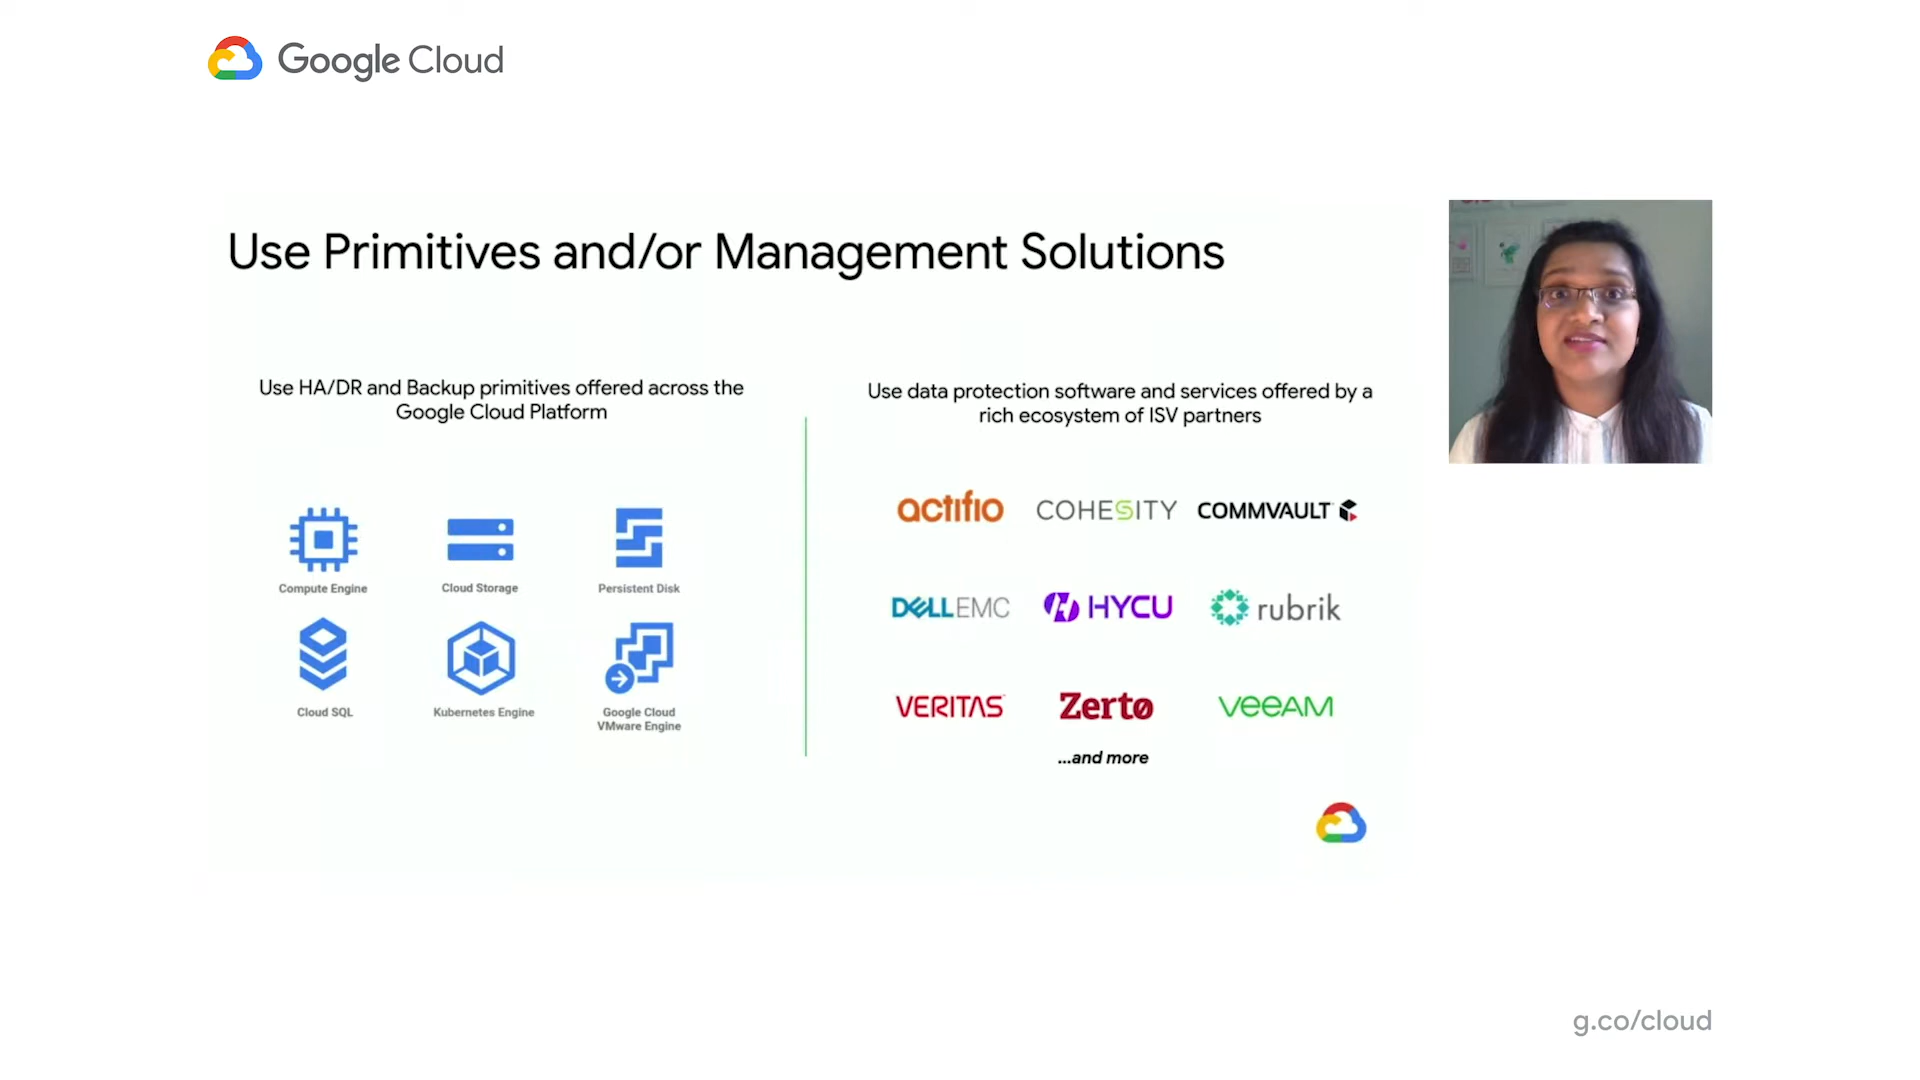 Google Cloud
Use Primitives and/or Management Solutions
Use HA/DR and Backup primitives offered across the
Google Cloud Platform
Compute Engine
Cloud Storage
Persistent Disk
Cloud SQL
Kubernetes Engine
Google Cloud
VMware Engine
Use data protection software and services offered by a
rich ecosystem of ISV partners
actifio
COHESITY
COMMVAULT
DELLEMC
HYCU
rubrik
VERITAS
Zerto
veeAM
...and more
g.co/cloud